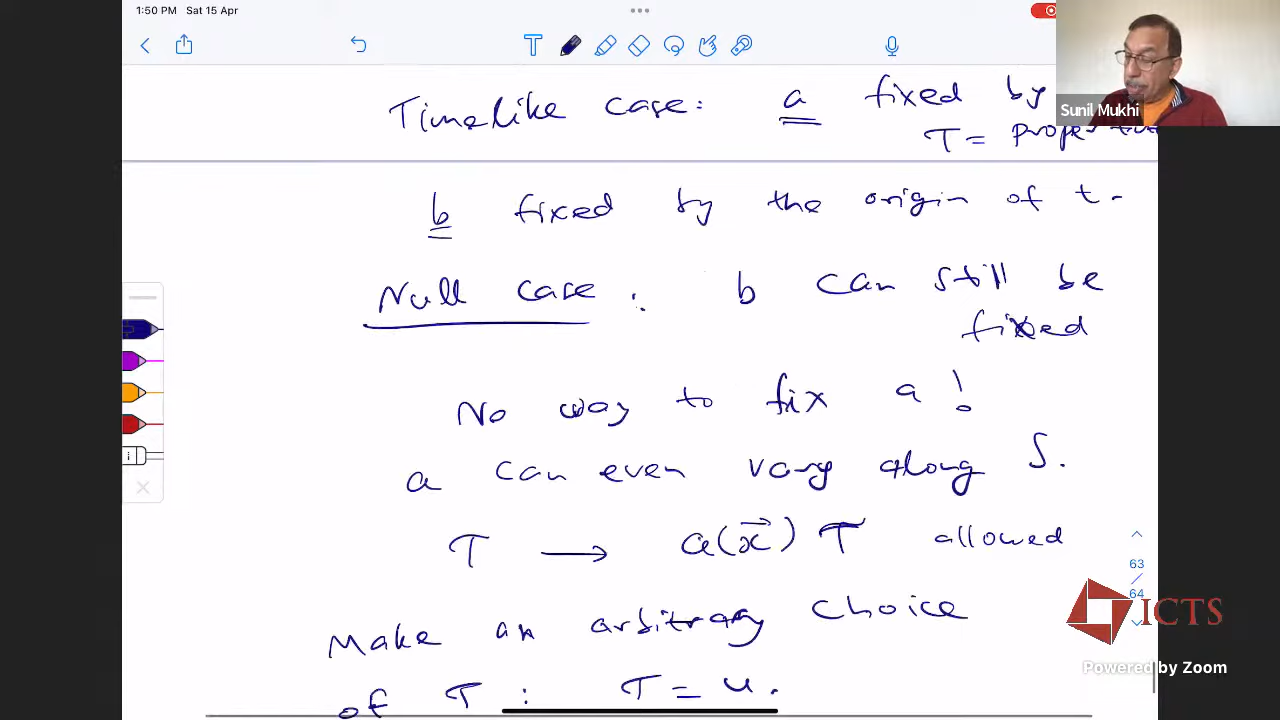 1:50 PM Sat 15 Apr
Timelike case: a fixed by
Sunil Mukhi
τ = proper
b fixed by the origin of τ.
Null case: b can still be
fixed
No way to fix a!
a can even vary along S.
τ → a(x⃗) τ allowed
63
/
64
ICTS
Make an arbitrary choice
Powered by Zoom
of τ: τ = u.